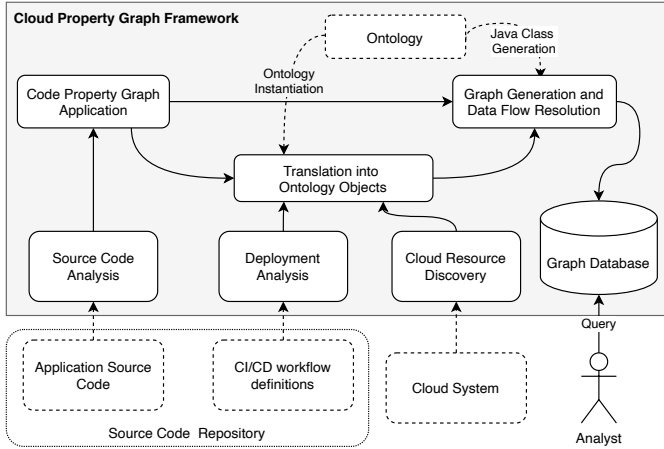 Cloud Property Graph Framework
Ontology
Java Class
Generation
Ontology
Instantiation
Code Property Graph
Application
Graph Generation and
Data Flow Resolution
Translation into
Ontology Objects
Source Code
Analysis
Deployment
Analysis
Cloud Resource
Discovery
Graph Database
Query
Application Source
Code
CI/CD workflow
definitions
Cloud System
Source Code Repository
Analyst